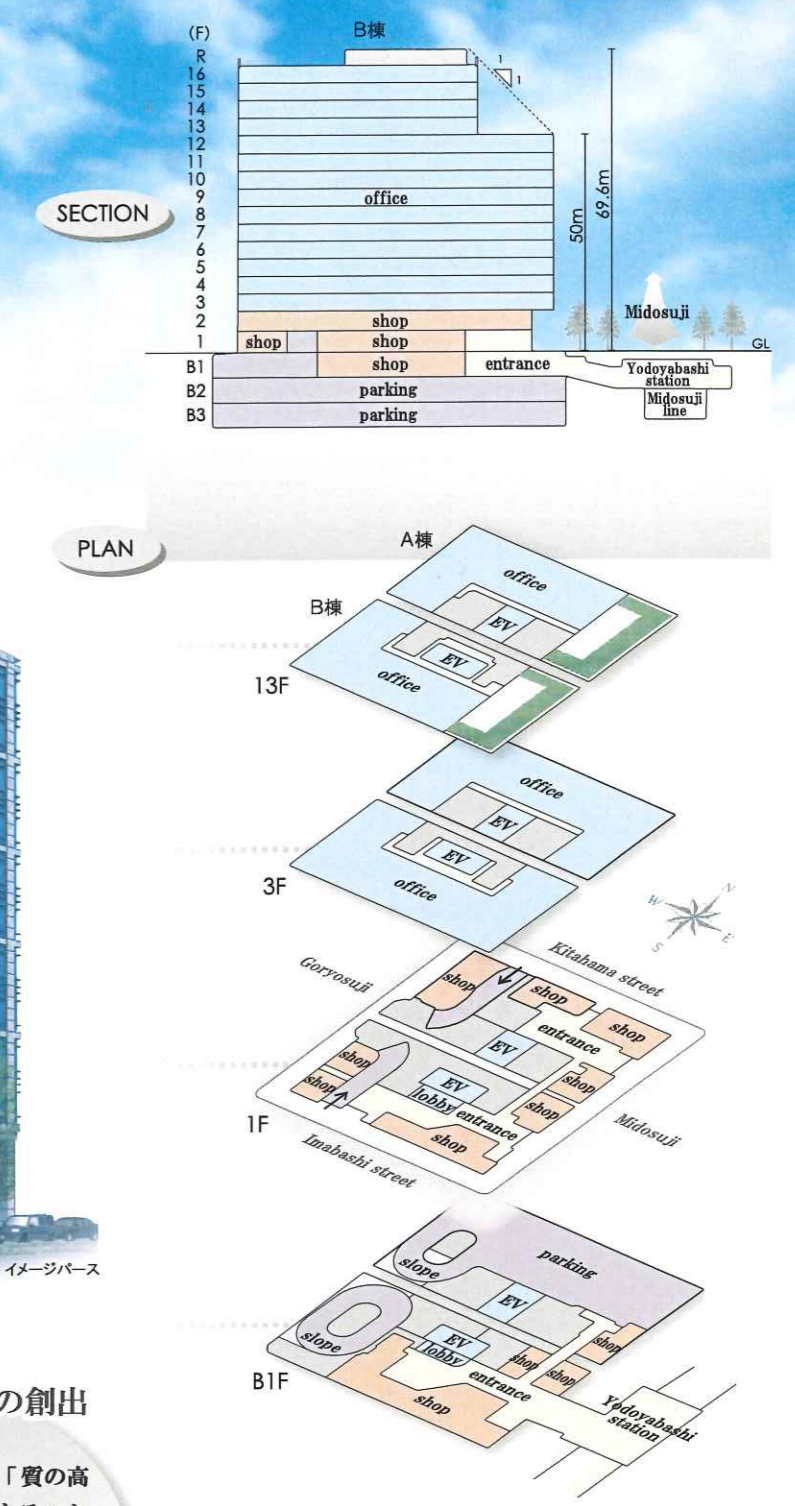 (F)
B棟
R
16
15
14
13
12
11
10
9
8
7
6
5
4
3
2
1
B1
B2
B3
1
1
SECTION
office
50m
69.6m
Midosuji
shop
shop
shop
GL
shop
entrance
Yodoyabashi
station
parking
Midosuji
line
parking
PLAN
A棟
office
B棟
EV
EV
office
13F
office
EV
EV
office
3F
W
N
S
E
Goryosuji
Kitahama street
shop
shop
shop
entrance
EV
shop
shop
EV
lobby
shop
shop
entrance
shop
1F
Midosuji
Imabashi street
イメージパース
parking
slope
EV
slope
EV
lobby
shop
shop
shop
entrance
shop
B1F
Yodoyabashi
station
の創出
「質の高